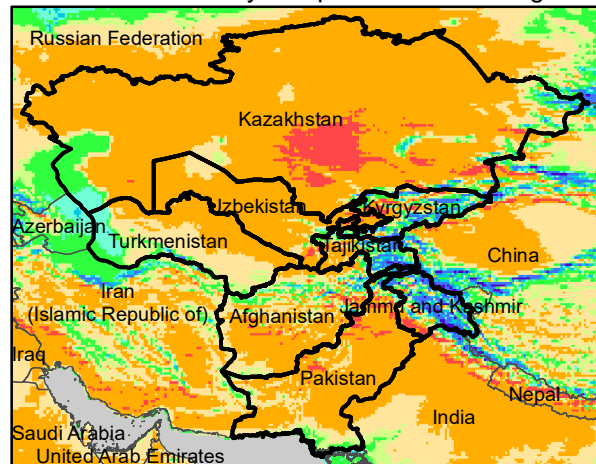 Russian Federation
Kazakhstan
Uzbekistan
Kyrgyzstan
Azerbaijan
Turkmenistan
Tajikistan
China
Iran
(Islamic Republic of)
Afghanistan
Jammu and Kashmir
Iraq
Pakistan
Nepal
India
Saudi Arabia
United Arab Emirates